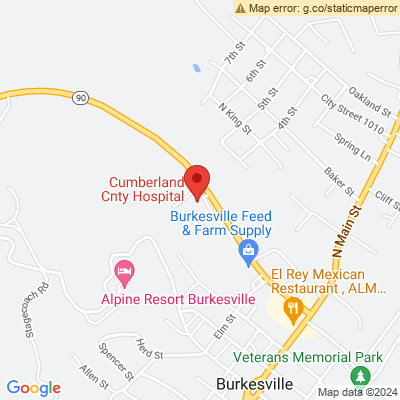 Map error: g.co/staticmaperror
7th St
6th St
Oakland St
5th St
City Street 1010
N King St
90
4th St
Spring Ln
Cumberland
Cnty Hospital
Baker St
Cliff S
Burkesville Feed
& Farm Supply
N Main St
El Rey Mexican
Restaurant , ALM...
Stagecoach Rd
Alpine Resort Burkesville
Elm St
Herd St
Spencer St
Veterans Memorial Park
Allen St
Burkesville
Google
Map data ©2024